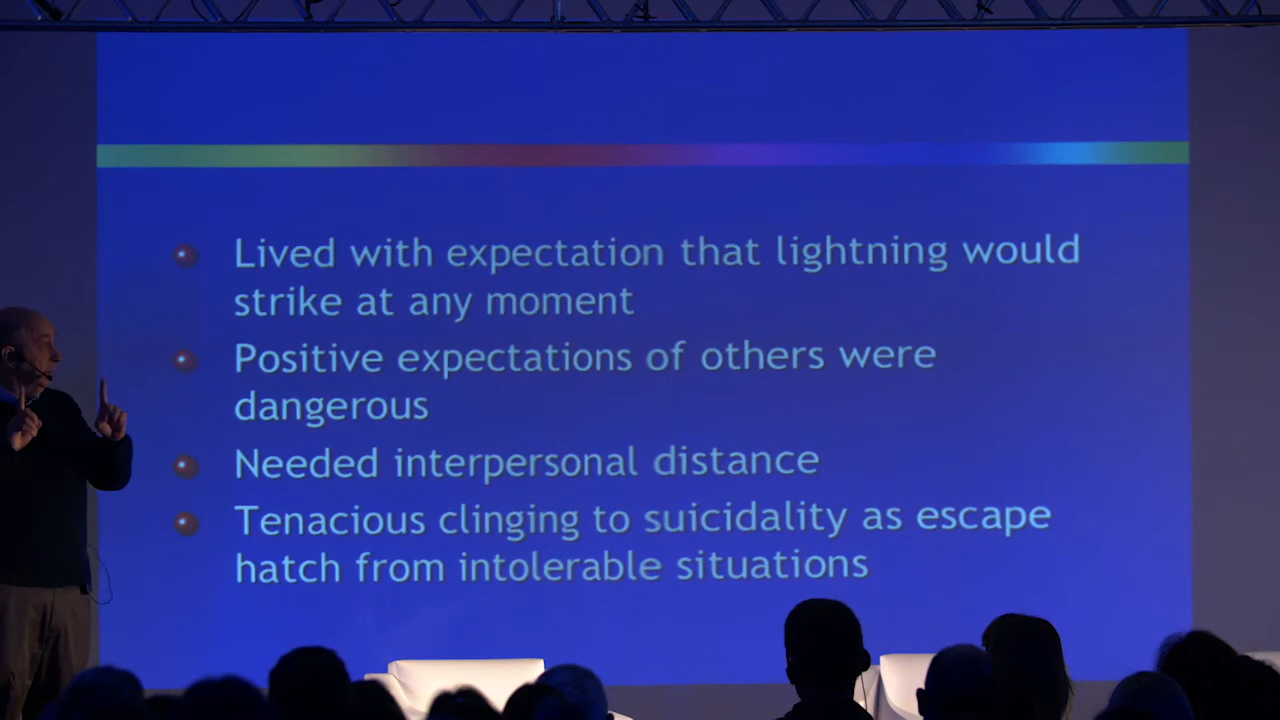 Lived with expectation that lightning would
strike at any moment
Positive expectations of others were
dangerous
Needed interpersonal distance
Tenacious clinging to suicidality as escape
hatch from intolerable situations